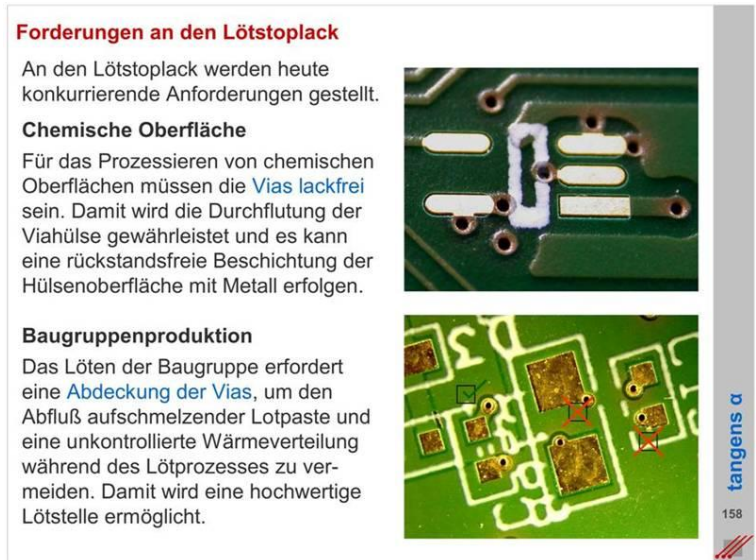 Forderungen an den Lötstoplack
An den Lötstoplack werden heute
konkurrierende Anforderungen gestellt.
Chemische Oberfläche
Für das Prozessieren von chemischen
Oberflächen müssen die Vias lackfrei
sein. Damit wird die Durchflutung der
Viahülse gewährleistet und es kann
eine rückstandsfreie Beschichtung der
Hülsenoberfläche mit Metall erfolgen.
Baugruppenproduktion
Das Löten der Baugruppe erfordert
eine Abdeckung der Vias, um den
Abfluß aufschmelzender Lotpaste und
eine unkontrollierte Wärmeverteilung
während des Lötprozesses zu ver-
meiden. Damit wird eine hochwertige
Lötstelle ermöglicht.
tangens α
158